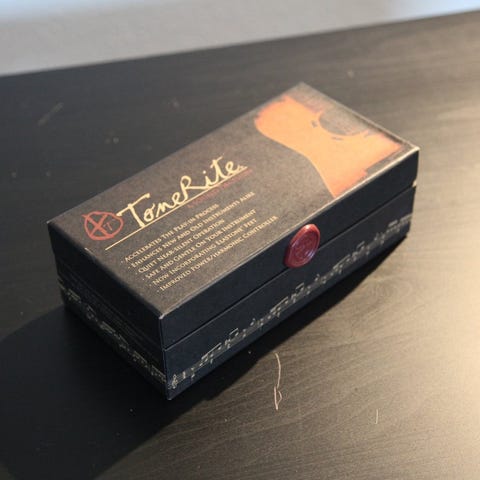 ToneRite
· Accelerates The Play-in Process
· Enhances New and Old Instruments Alike
· Quiet Near-Silent Operation
· Safe and Gentle on Your Instrument
· Now Incorporating Elastone Feet
· Improved Power/Harmonic Controller